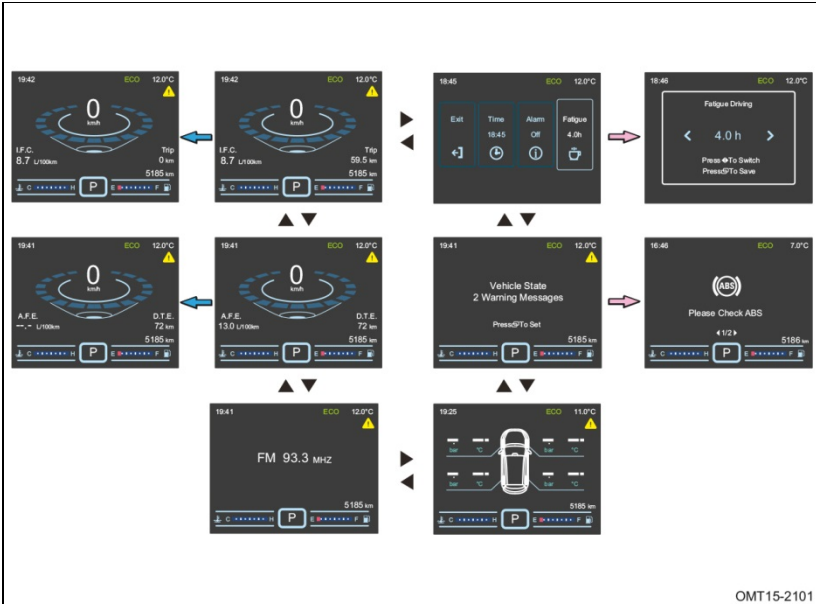 19:42 ECO 12.0°C
0
km/h
I.F.C. Trip
8.7 L/100km 0 km
5185 km
C H P E F
19:42 ECO 12.0°C
0
km/h
I.F.C. Trip
8.7 L/100km 59.5 km
5185 km
C H P E F
18:45 ECO 12.0°C
Exit Time Alarm Fatigue
18:45 Off 4.0h
18:46 ECO 12.0°C
Fatigue Driving
4.0 h
Press To Switch
Press To Save
19:41 ECO 12.0°C
0
km/h
A.F.E. D.T.E.
--.- L/100km 72 km
5185 km
C H P E F
19:41 ECO 12.0°C
0
km/h
A.F.E. D.T.E.
13.0 L/100km 72 km
5185 km
C H P E F
19:41 ECO 12.0°C
Vehicle State
2 Warning Messages
Press To Set
5185 km
C H P E F
16:46 ECO 7.0°C
ABS
Please Check ABS
1/2
5186 km
C H P E F
19:41 ECO 12.0°C
FM 93.3 MHZ
5185 km
C H P E F
19:25 ECO 11.0°C
bar °C bar °C
bar °C bar °C
5185 km
C H P E F
OMT15-2101